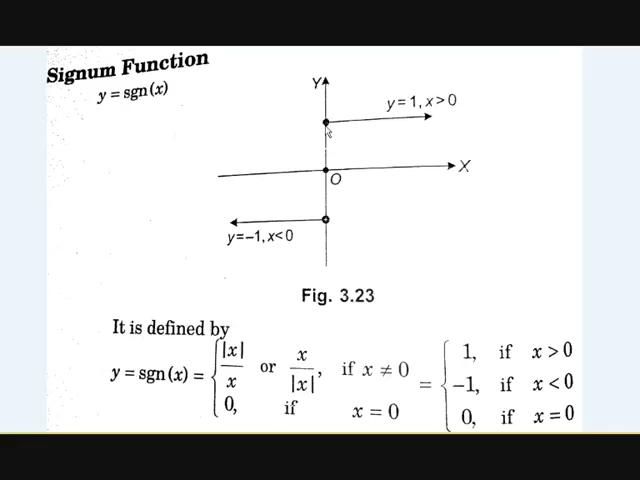 Signum Function
y = sgn(x)
Y
y=1, x>0
X
O
y=–1, x<0
Fig. 3.23
It is defined by
y = sgn(x) = { |x|/x or x/|x|, if x ≠ 0 = { 1, if x > 0
–1, if x < 0
0, if x = 0 0, if x = 0